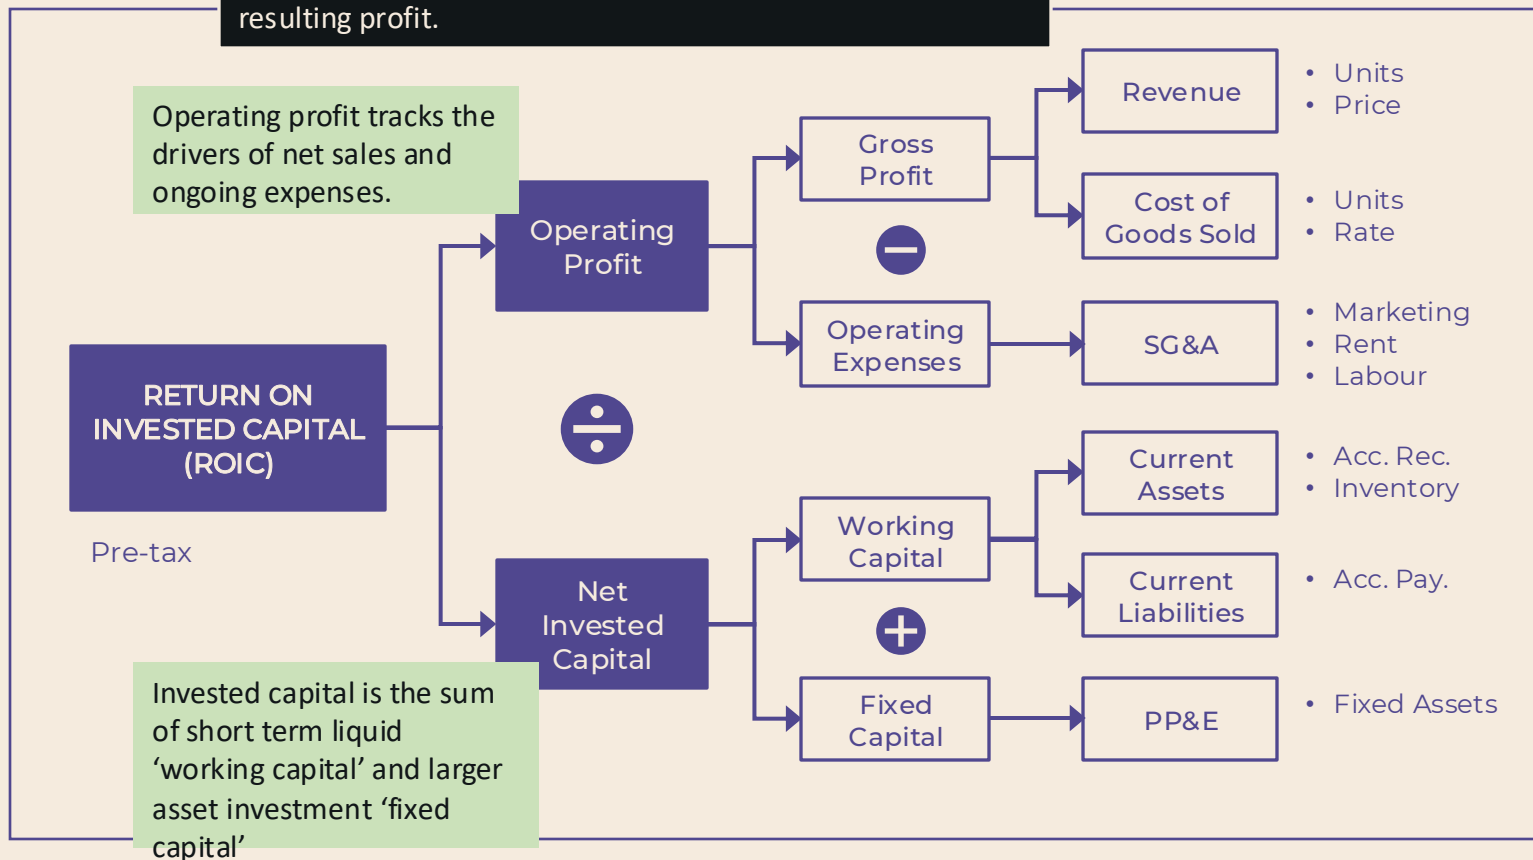 resulting profit.
Operating profit tracks the
drivers of net sales and
ongoing expenses.
Operating
Profit
Gross
Profit
Revenue
• Units
• Price
Cost of
Goods Sold
• Units
• Rate
Operating
Expenses
SG&A
• Marketing
• Rent
• Labour
RETURN ON
INVESTED CAPITAL
(ROIC)
Pre-tax
Net
Invested
Capital
Working
Capital
Current
Assets
• Acc. Rec.
• Inventory
Current
Liabilities
• Acc. Pay.
Fixed
Capital
PP&E
• Fixed Assets
Invested capital is the sum
of short term liquid
‘working capital’ and larger
asset investment ‘fixed
capital’